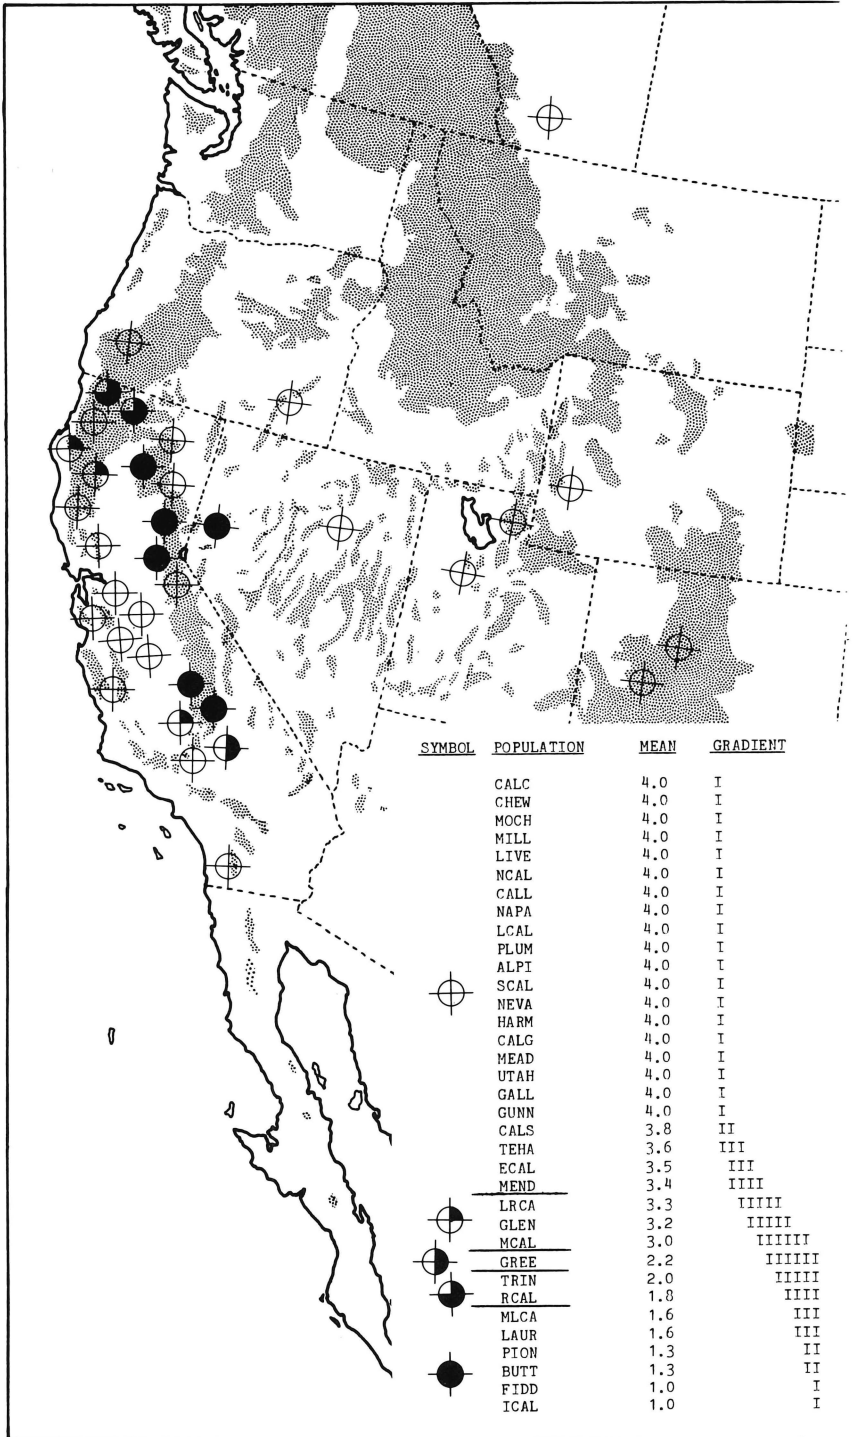 SYMBOL POPULATION MEAN GRADIENT
CALC 4.0 I
CHEW 4.0 I
MOCH 4.0 I
MILL 4.0 I
LIVE 4.0 I
NCAL 4.0 I
CALL 4.0 I
NAPA 4.0 I
LCAL 4.0 I
PLUM 4.0 I
ALPI 4.0 I
SCAL 4.0 I
NEVA 4.0 I
HARM 4.0 I
CALG 4.0 I
MEAD 4.0 I
UTAH 4.0 I
GALL 4.0 I
GUNN 4.0 I
CALS 3.8 II
TEHA 3.6 III
ECAL 3.5 III
MEND 3.4 IIII
LRCA 3.3 IIIII
GLEN 3.2 IIIII
MCAL 3.0 IIIIII
GREE 2.2 IIIIII
TRIN 2.0 IIIII
RCAL 1.8 IIII
MLCA 1.6 III
LAUR 1.6 III
PION 1.3 II
BUTT 1.3 II
FIDD 1.0 I
ICAL 1.0 I